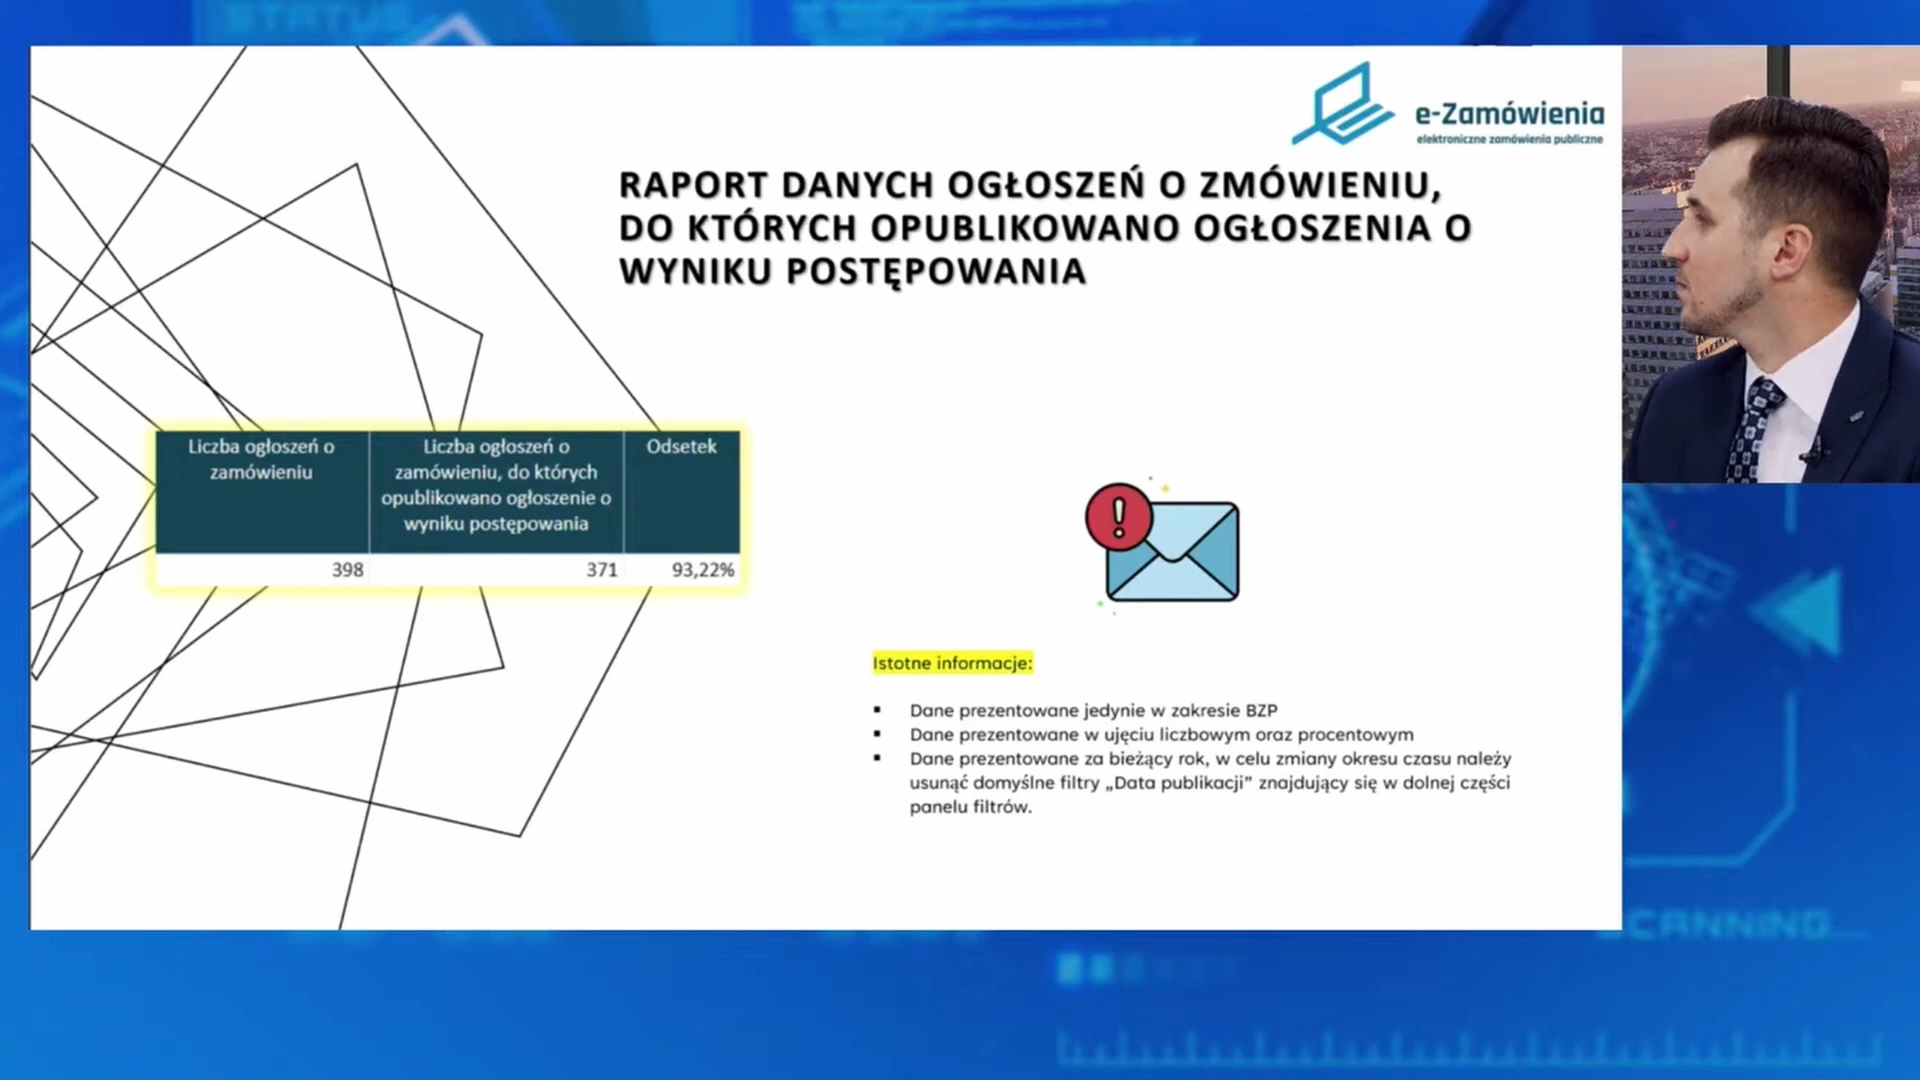 STATUS
e-Zamówienia
elektroniczne zamówienia publiczne
RAPORT DANYCH OGŁOSZEŃ O ZMÓWIENIU,
DO KTÓRYCH OPUBLIKOWANO OGŁOSZENIA O
WYNIKU POSTĘPOWANIA
Liczba ogłoszeń o
zamówieniu
Liczba ogłoszeń o
zamówieniu, do których
opublikowano ogłoszenie o
wyniku postępowania
Odsetek
398
371
93,22%
Istotne informacje:
▪ Dane prezentowane jedynie w zakresie BZP
▪ Dane prezentowane w ujęciu liczbowym oraz procentowym
▪ Dane prezentowane za bieżący rok, w celu zmiany okresu czasu należy
usunąć domyślne filtry „Data publikacji” znajdujący się w dolnej części
panelu filtrów.
SCANNING